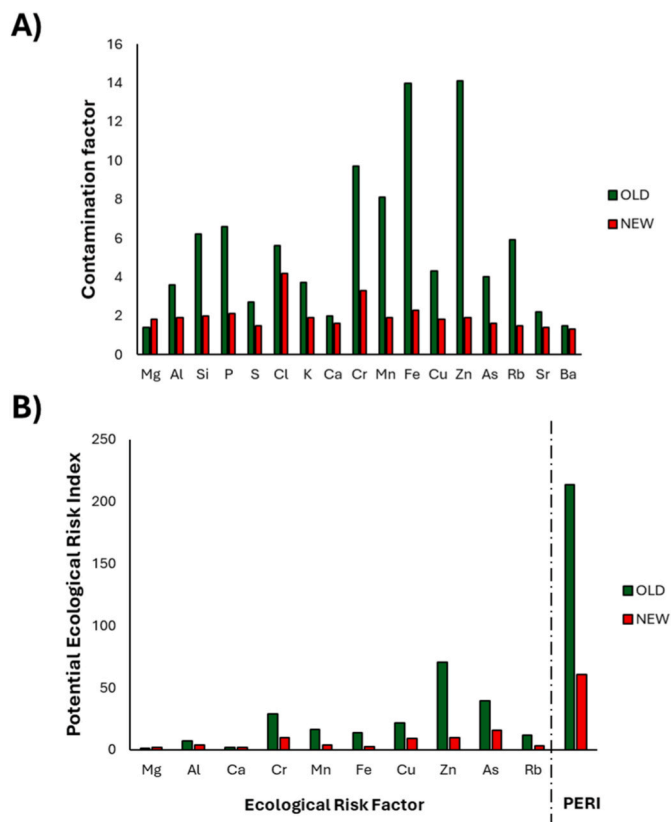 A)
Contamination factor
16
14
12
10
8
6
4
2
0
Mg Al Si P S Cl K Ca Cr Mn Fe Cu Zn As Rb Sr Ba
OLD
NEW
B)
Potential Ecological Risk Index
250
200
150
100
50
0
Mg Al Ca Cr Mn Fe Cu Zn As Rb
Ecological Risk Factor
PERI
OLD
NEW